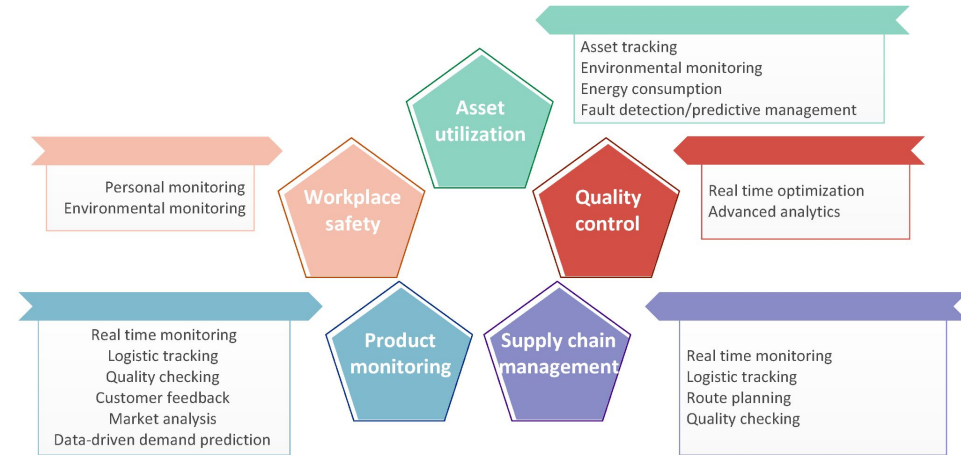 Asset
utilization
Asset tracking
Environmental monitoring
Energy consumption
Fault detection/predictive management
Workplace
safety
Personal monitoring
Environmental monitoring
Quality
control
Real time optimization
Advanced analytics
Product
monitoring
Real time monitoring
Logistic tracking
Quality checking
Customer feedback
Market analysis
Data-driven demand prediction
Supply chain
management
Real time monitoring
Logistic tracking
Route planning
Quality checking